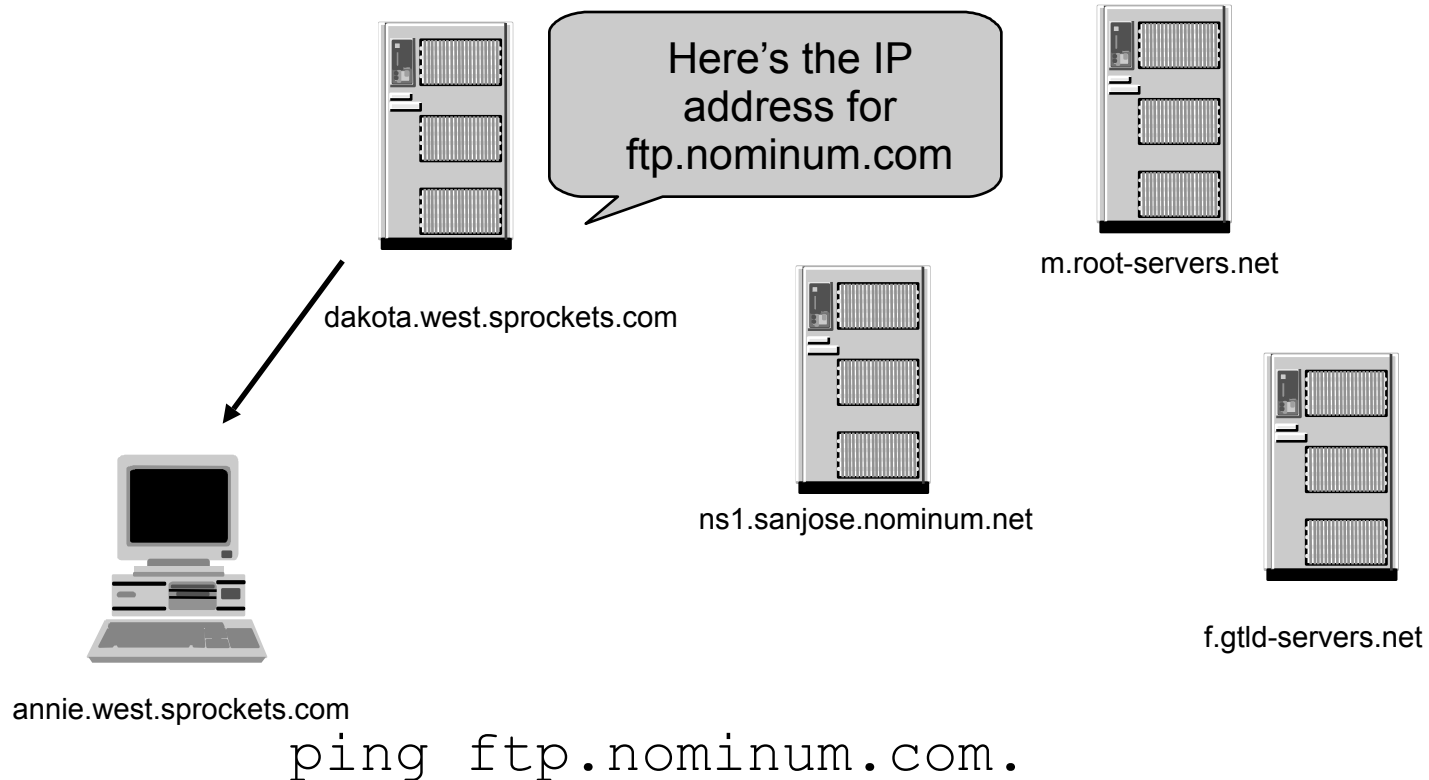 Here's the IP
address for
ftp.nominum.com
m.root-servers.net
dakota.west.sprockets.com
ns1.sanjose.nominum.net
f.gtld-servers.net
annie.west.sprockets.com
ping ftp.nominum.com.